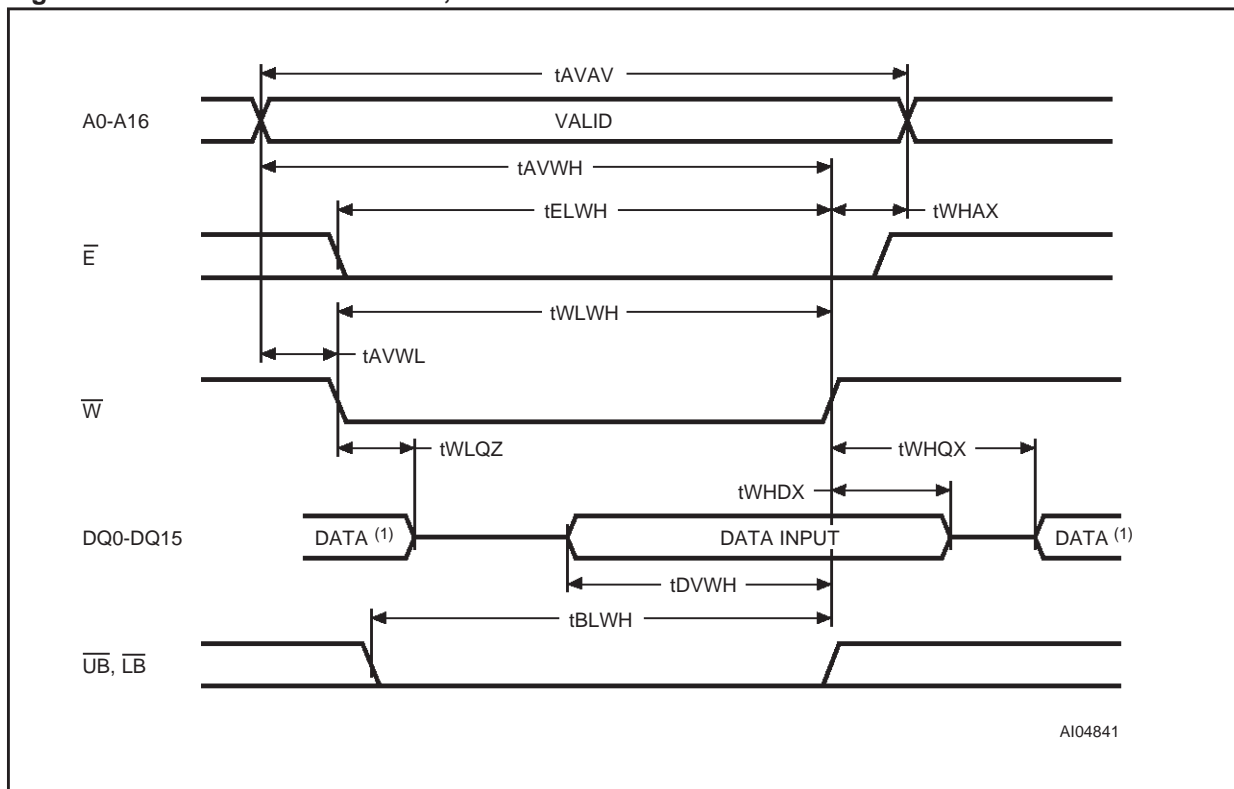 tAVAV
A0-A16
VALID
tAVWH
tELWH
tWHAX
E
tWLWH
tAVWL
W
tWLQZ
tWHQX
tWHDX
DQ0-DQ15
DATA (1)
DATA INPUT
DATA (1)
tDVWH
tBLWH
UB, LB
AI04841